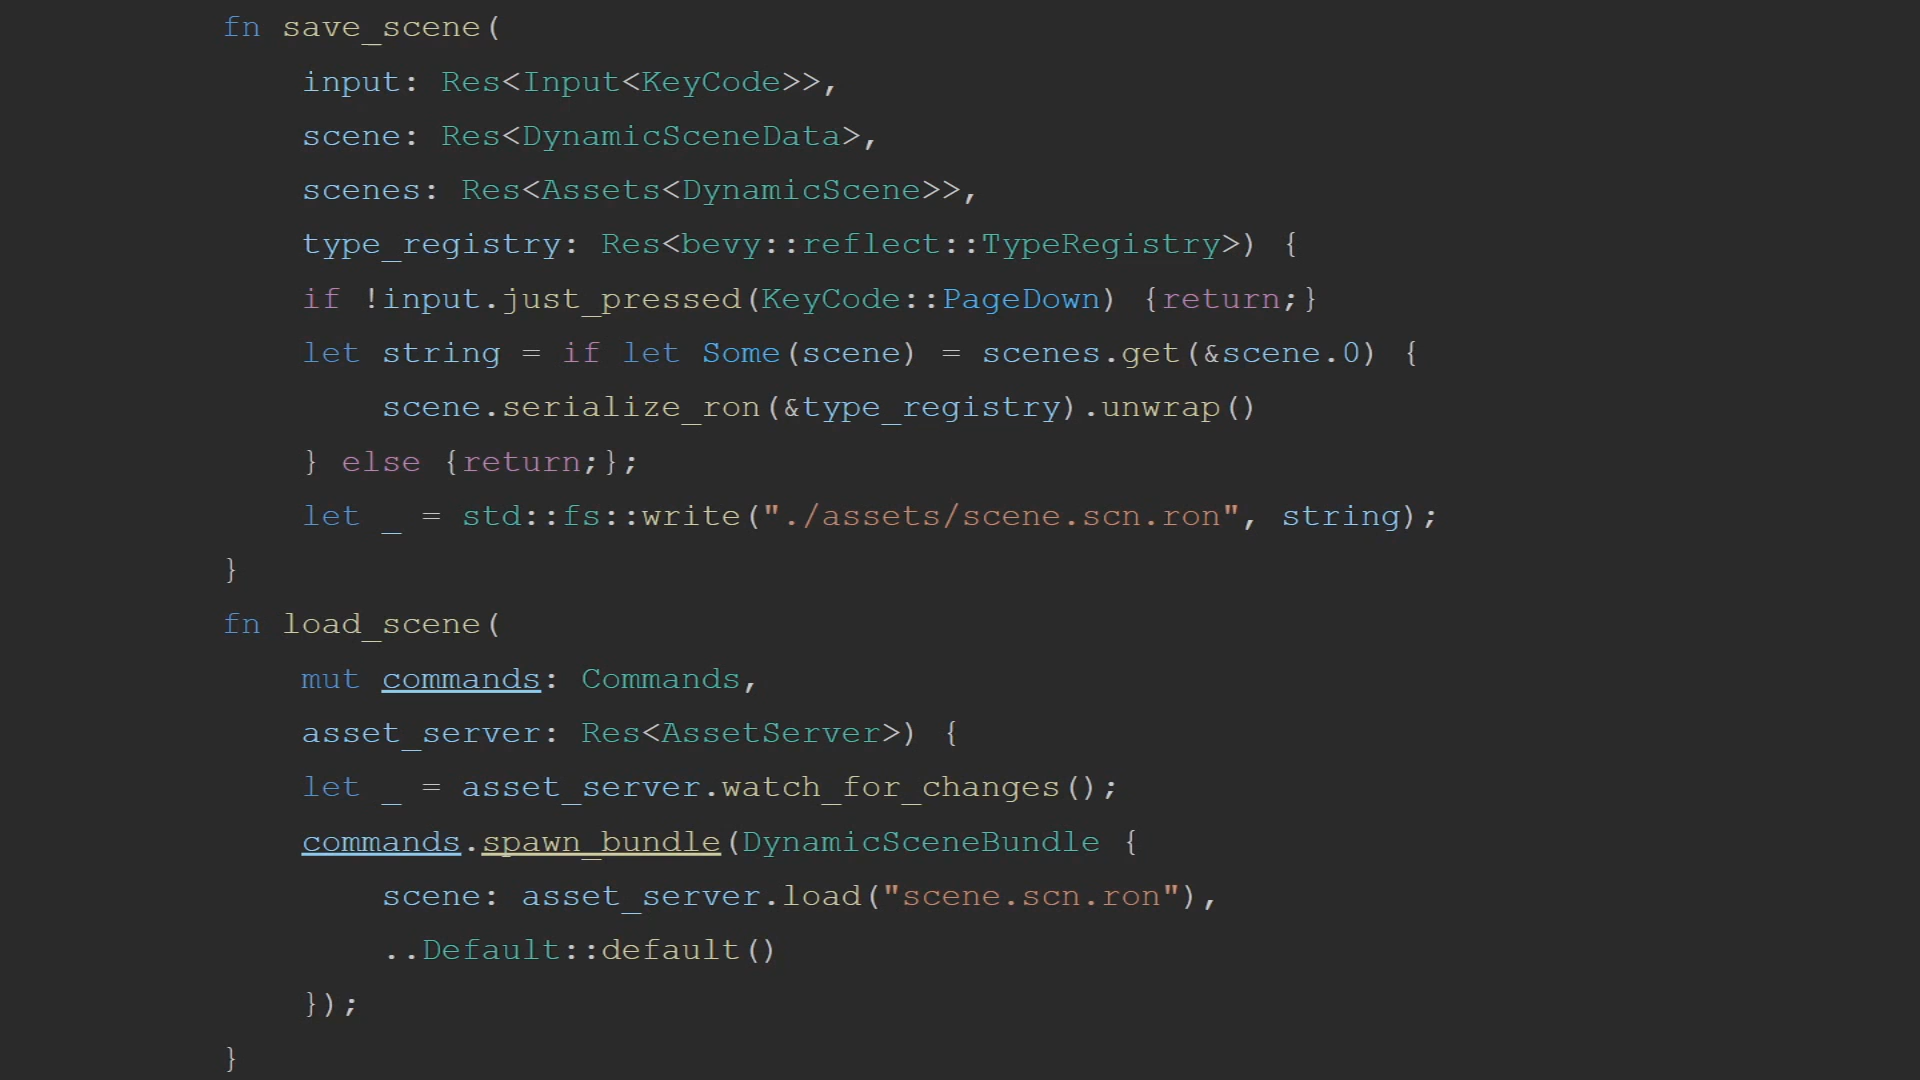 fn save_scene(
    input: Res<Input<KeyCode>>,
    scene: Res<DynamicSceneData>,
    scenes: Res<Assets<DynamicScene>>,
    type_registry: Res<bevy::reflect::TypeRegistry>) {
    if !input.just_pressed(KeyCode::PageDown) {return;}
    let string = if let Some(scene) = scenes.get(&scene.0) {
        scene.serialize_ron(&type_registry).unwrap()
    } else {return;};
    let _ = std::fs::write("./assets/scene.scn.ron", string);
}
fn load_scene(
    mut commands: Commands,
    asset_server: Res<AssetServer>) {
    let _ = asset_server.watch_for_changes();
    commands.spawn_bundle(DynamicSceneBundle {
        scene: asset_server.load("scene.scn.ron"),
        ..Default::default()
    });
}